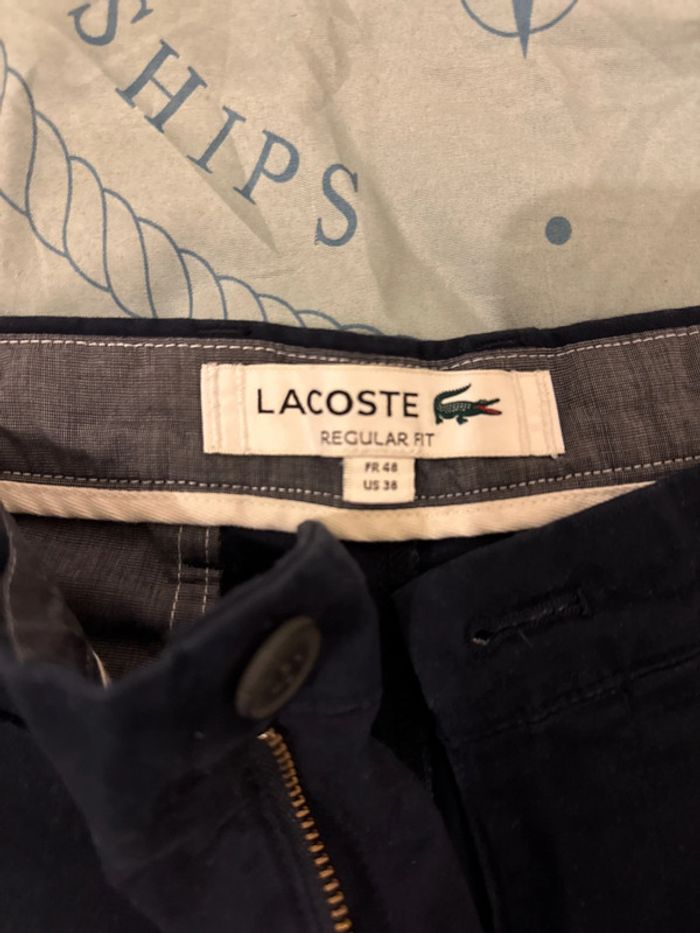 SHIPS
LACOSTE
REGULAR FIT
FR 48
US 38